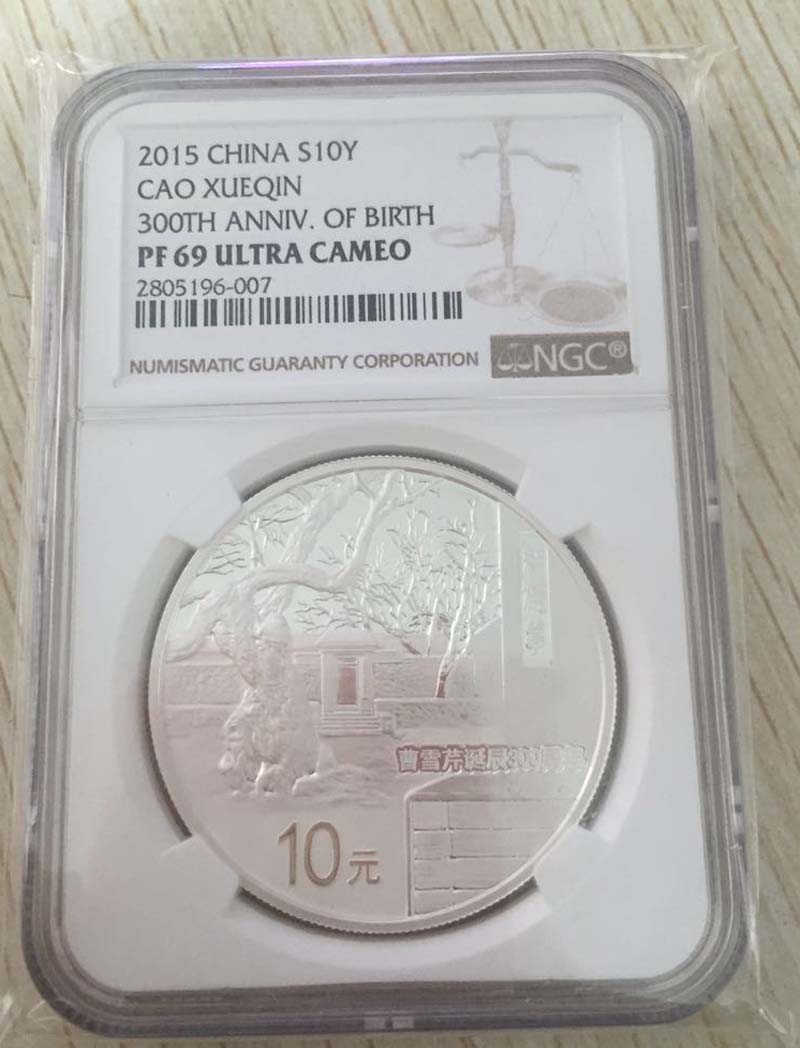 2015 CHINA S10Y
CAO XUEQIN
300TH ANNIV. OF BIRTH
PF 69 ULTRA CAMEO
2805196-007
NUMISMATIC GUARANTY CORPORATION
NGC®
曹雪芹诞辰300周年
10元